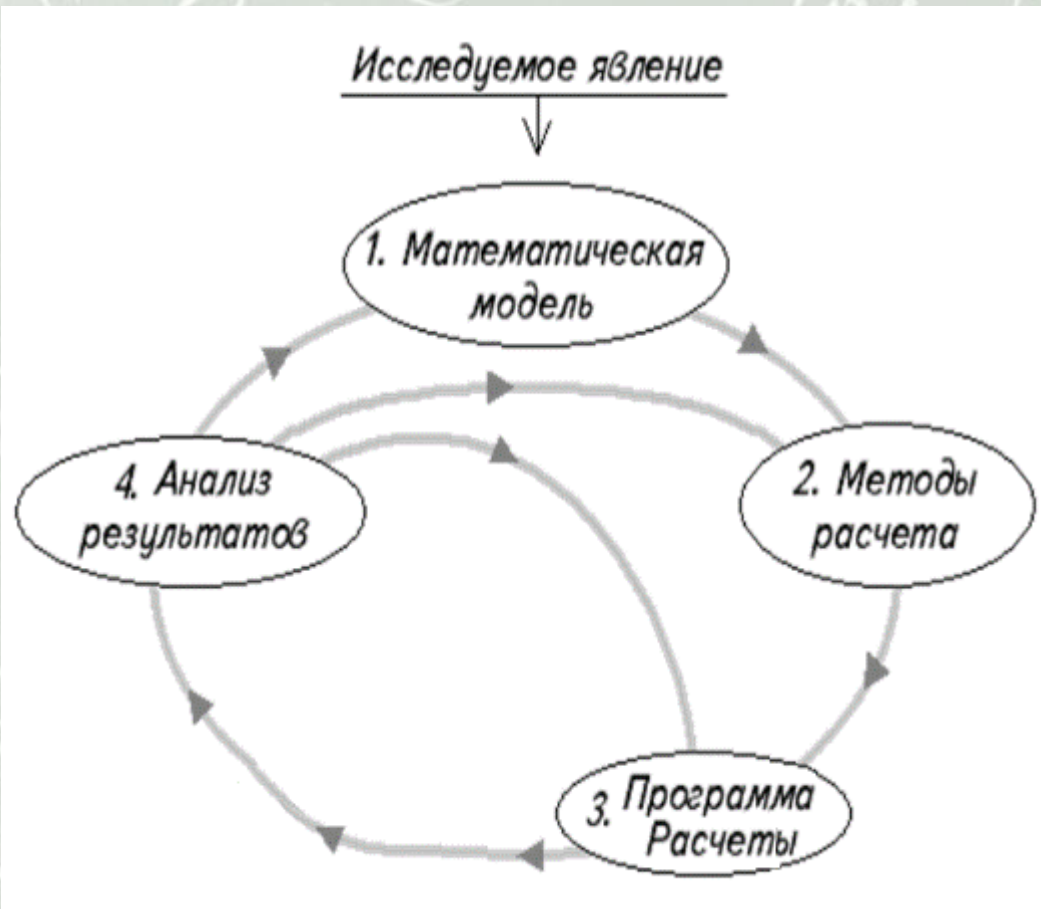 Исследуемое явление
1. Математическая
модель
2. Методы
расчета
3. Программа
Расчеты
4. Анализ
результатов